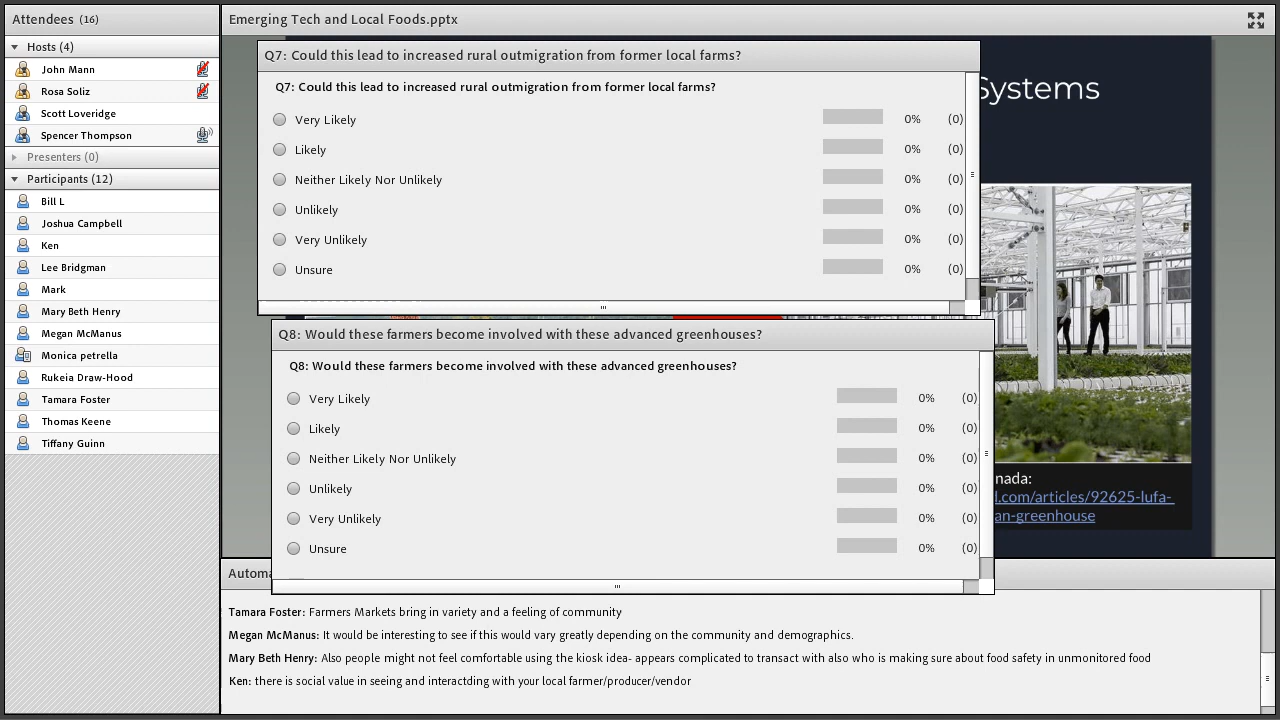 Attendees (16)
Hosts (4)
John Mann
Rosa Soliz
Scott Loveridge
Spencer Thompson
Presenters (0)
Participants (12)
Bill L
Joshua Campbell
Ken
Lee Bridgman
Mark
Mary Beth Henry
Megan McManus
Monica petrella
Rukeia Draw-Hood
Tamara Foster
Thomas Keene
Tiffany Guinn
Emerging Tech and Local Foods.pptx
Systems
Q7: Could this lead to increased rural outmigration from former local farms?
Q7: Could this lead to increased rural outmigration from former local farms?
Very Likely 0% (0)
Likely 0% (0)
Neither Likely Nor Unlikely 0% (0)
Unlikely 0% (0)
Very Unlikely 0% (0)
Unsure 0% (0)
Q8: Would these farmers become involved with these advanced greenhouses?
Q8: Would these farmers become involved with these advanced greenhouses?
Very Likely 0% (0)
Likely 0% (0)
Neither Likely Nor Unlikely 0% (0)
Unlikely 0% (0)
Very Unlikely 0% (0)
Unsure 0% (0)
nada:
l.com/articles/92625-lufa-
an-greenhouse
Automa
Tamara Foster: Farmers Markets bring in variety and a feeling of community
Megan McManus: It would be interesting to see if this would vary greatly depending on the community and demographics.
Mary Beth Henry: Also people might not feel comfortable using the kiosk idea- appears complicated to transact with also who is making sure about food safety in unmonitored food
Ken: there is social value in seeing and interactding with your local farmer/producer/vendor